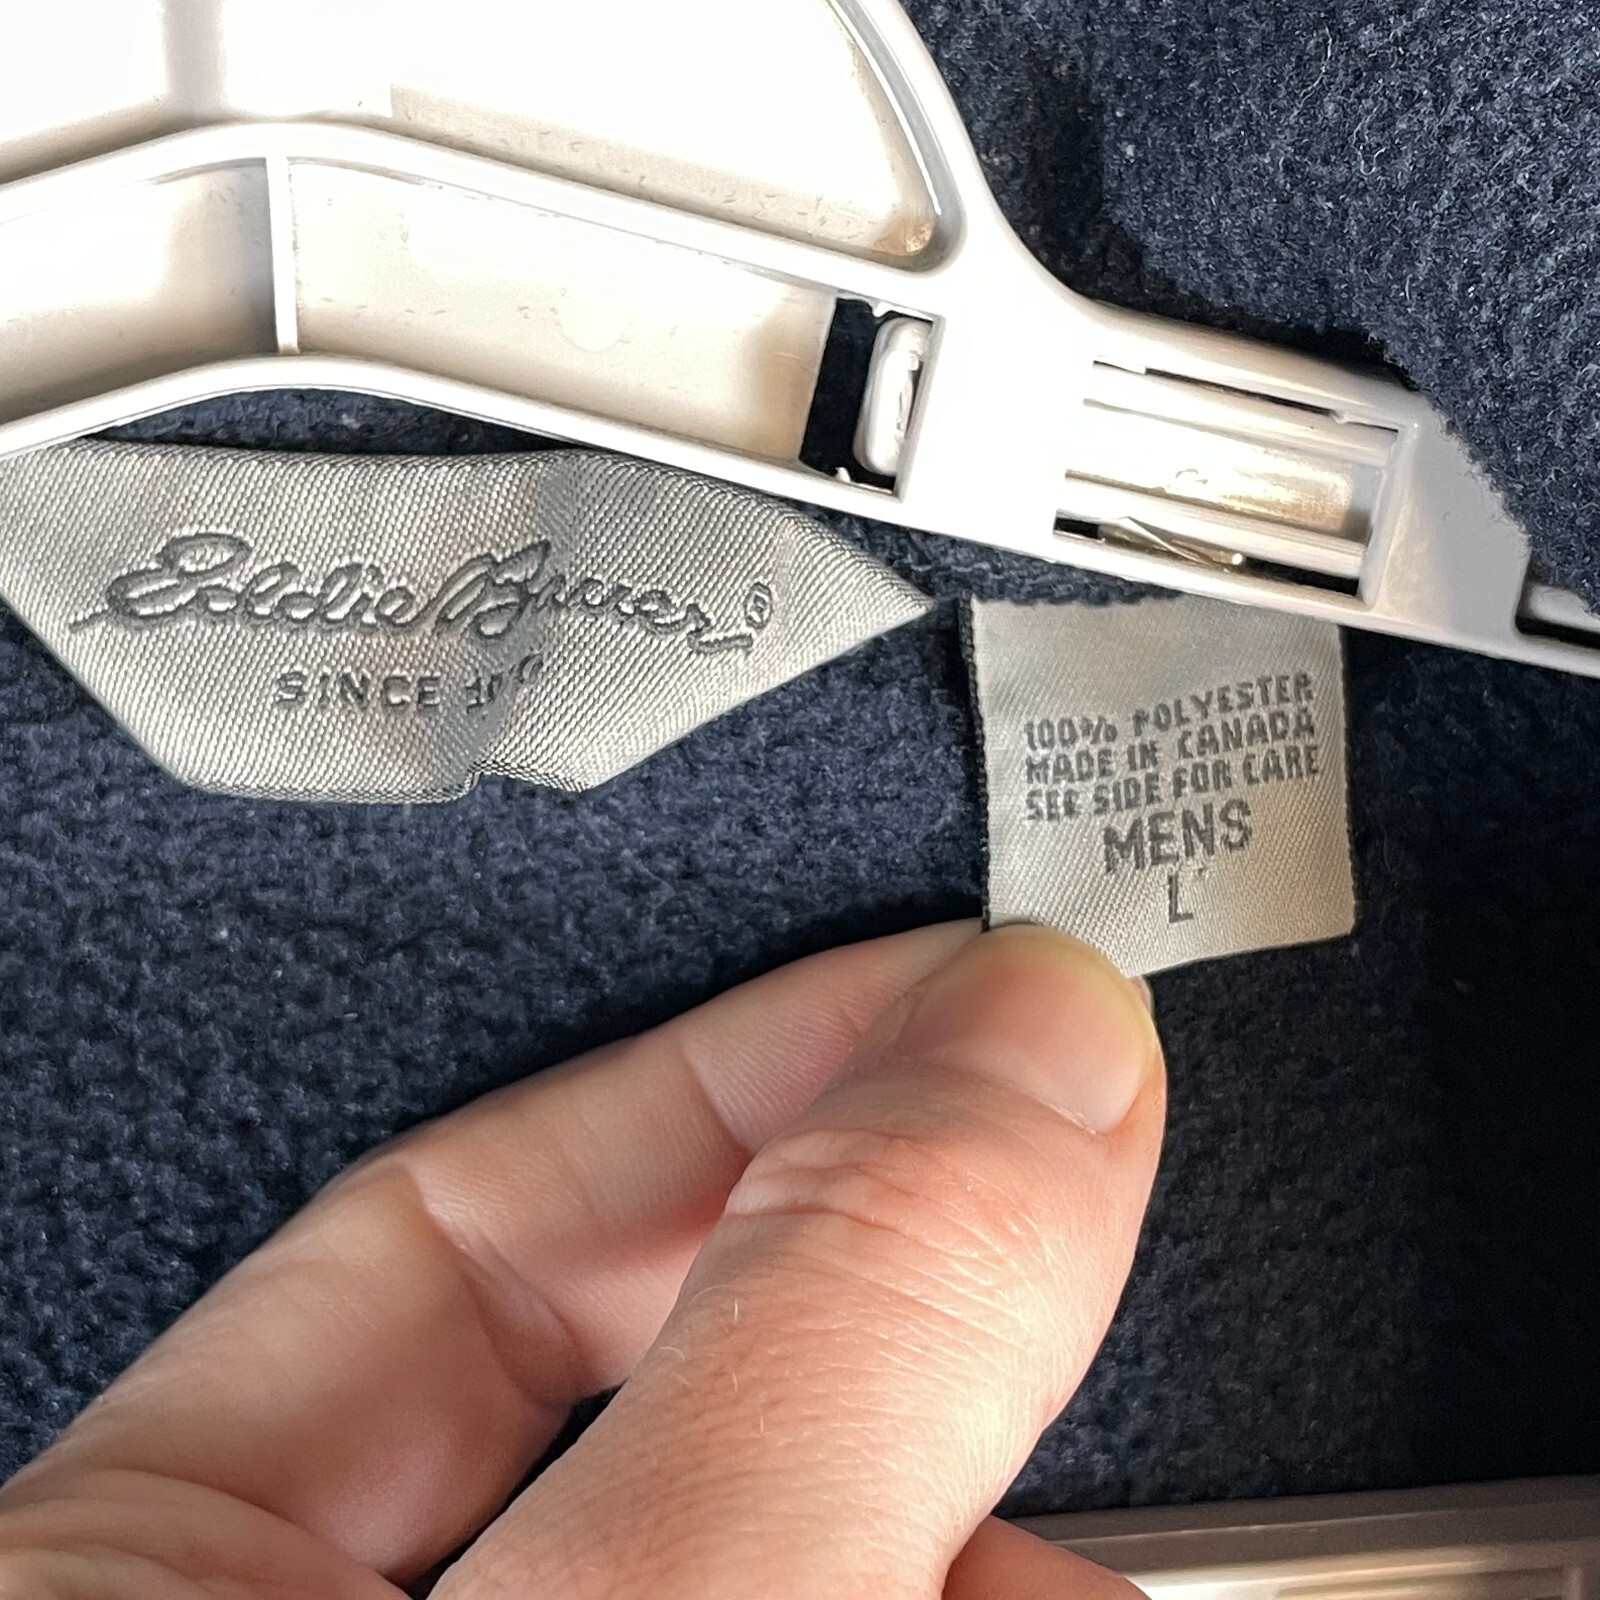 Eddie Bauer®
SINCE
100% POLYESTER
MADE IN CANADA
SEE SIDE FOR CARE
MENS
L